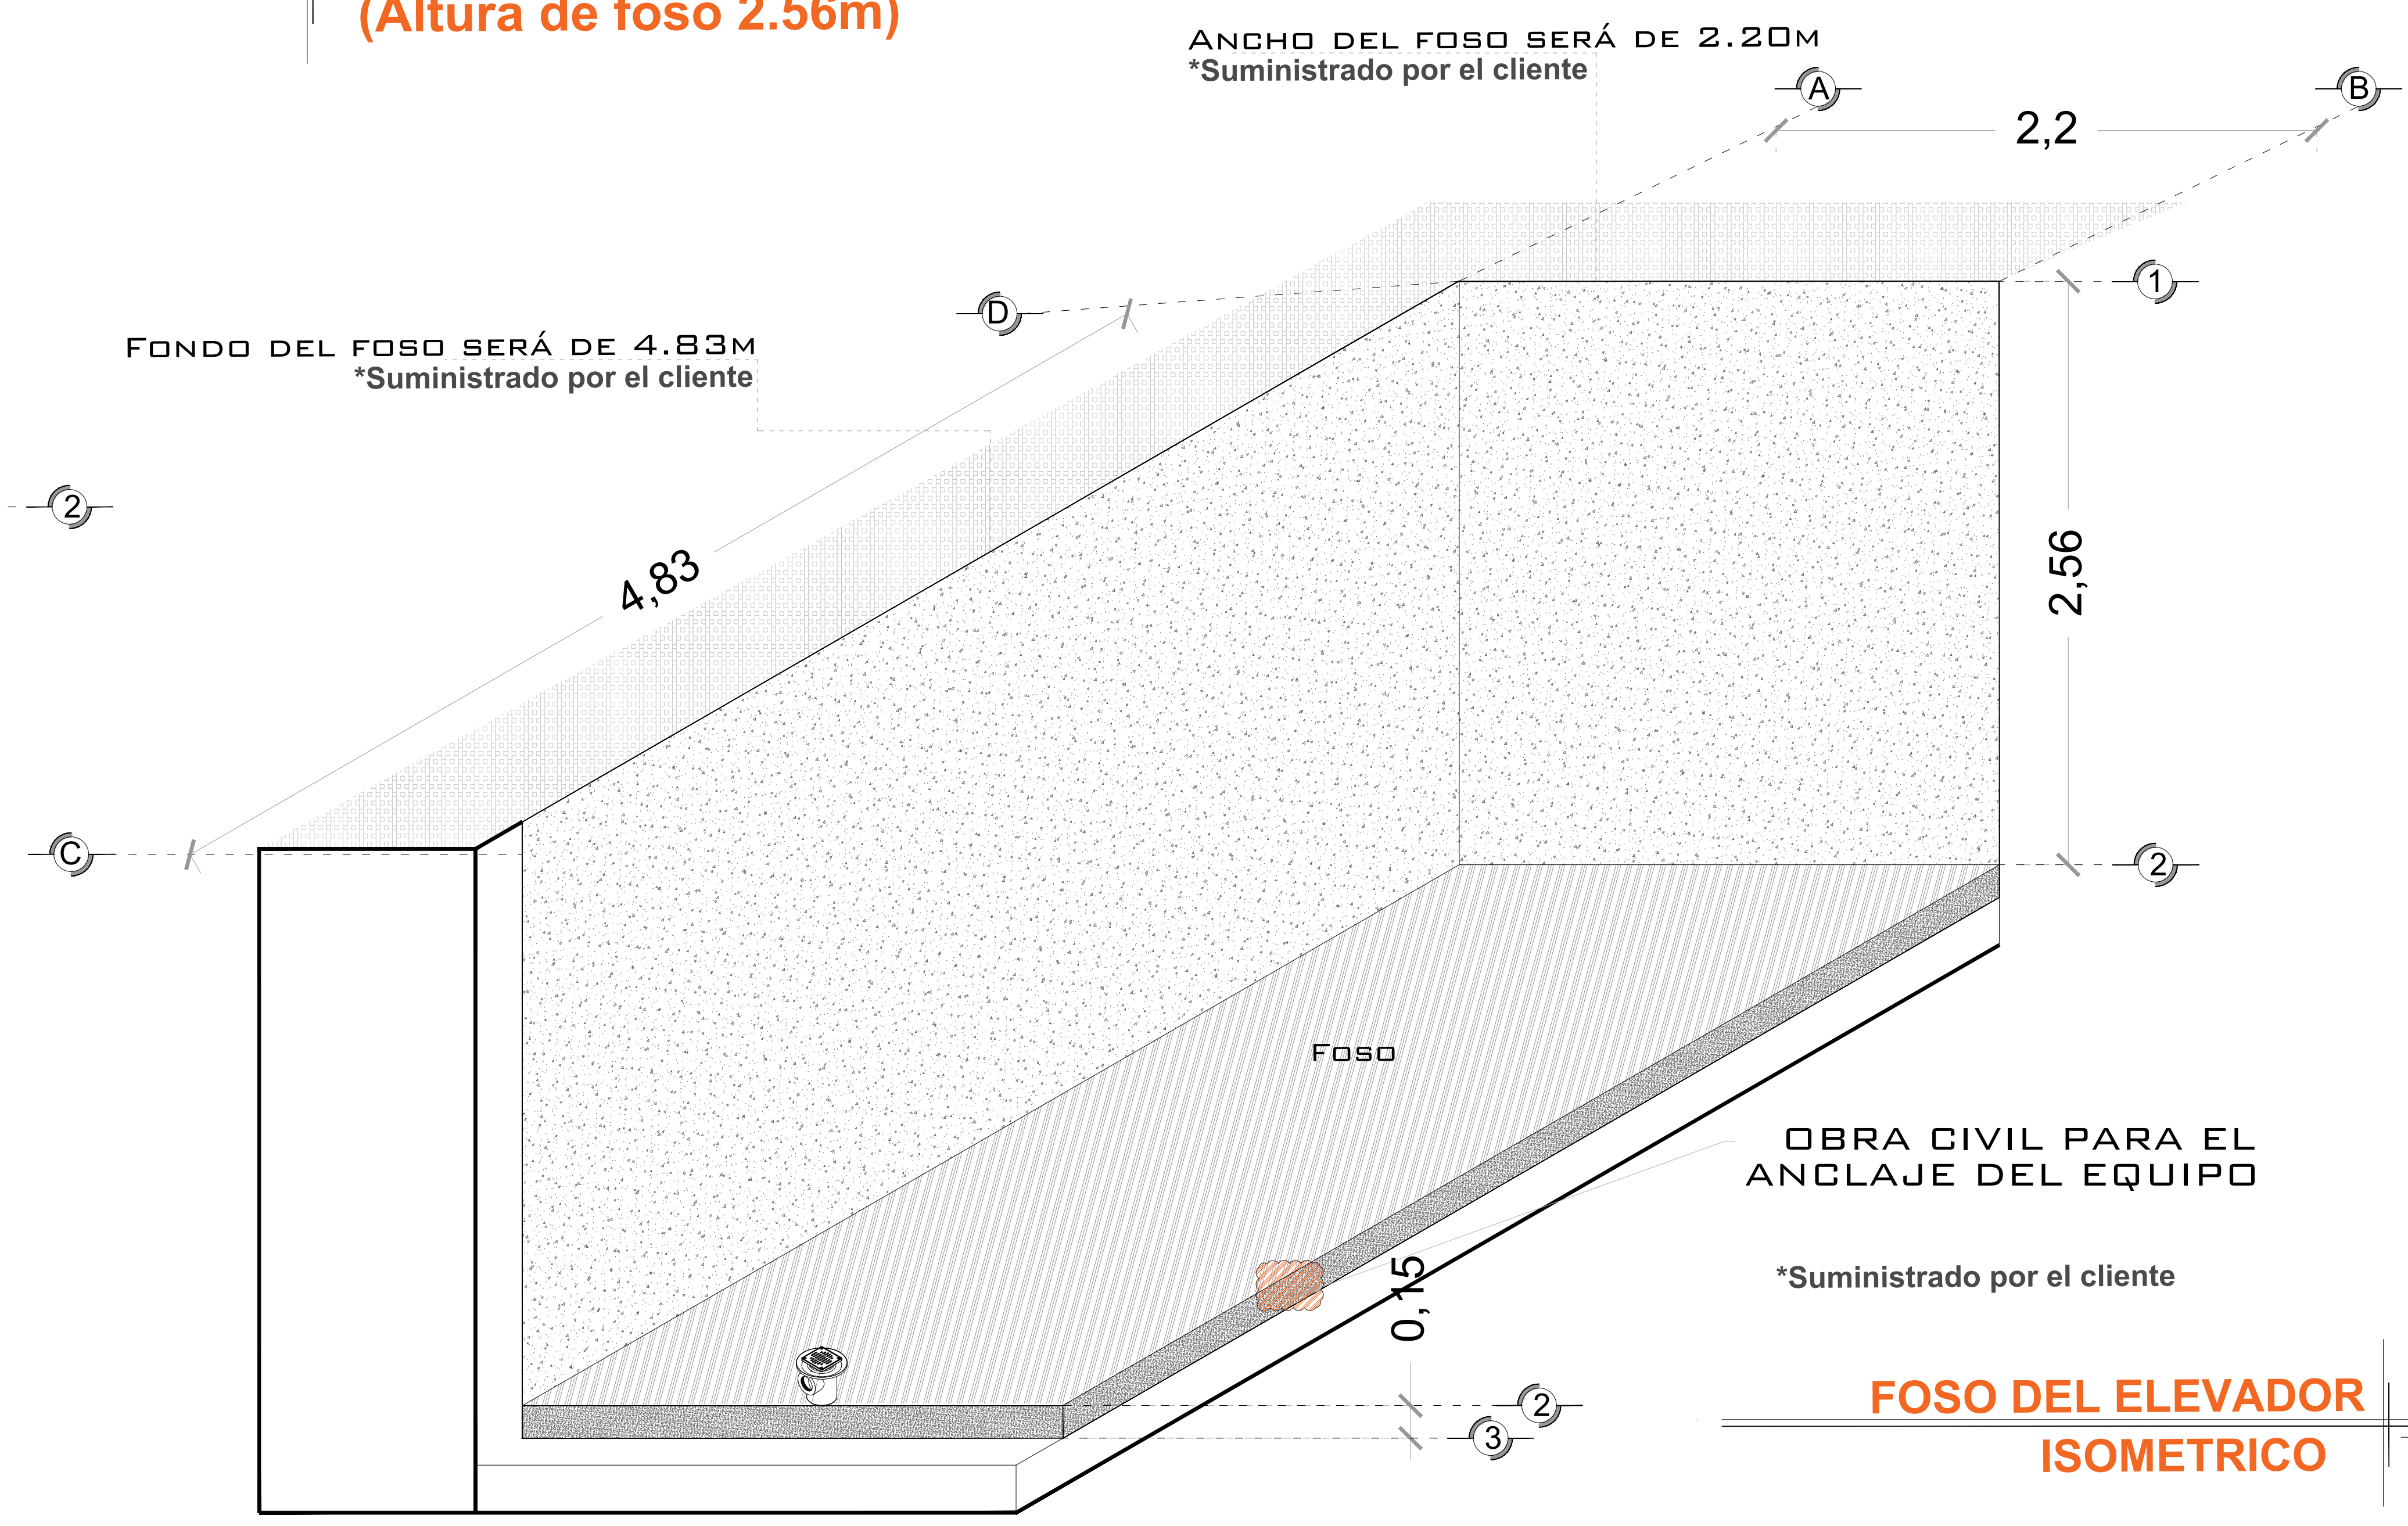 (Altura de foso 2.56m)
ANCHO DEL FOSO SERÁ DE 2.20M
*Suministrado por el cliente
A
B
2,2
1
D
FONDO DEL FOSO SERÁ DE 4.83M
*Suministrado por el cliente
2
4,83
2,56
C
2
FOSO
OBRA CIVIL PARA EL
ANCLAJE DEL EQUIPO
*Suministrado por el cliente
0,15
2
3
FOSO DEL ELEVADOR
ISOMETRICO